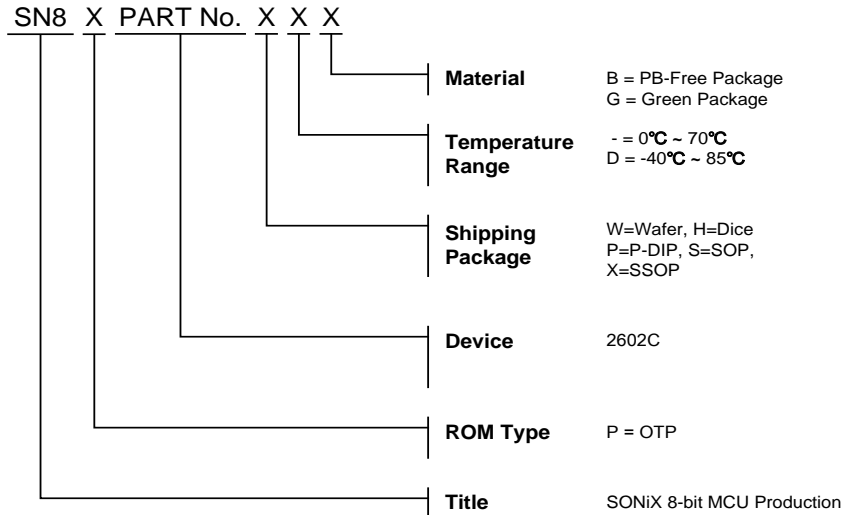 SN8 X PART No. X X X
Material B = PB-Free Package
G = Green Package
Temperature - = 0℃ ~ 70℃
Range D = -40℃ ~ 85℃
Shipping W=Wafer, H=Dice
Package P=P-DIP, S=SOP,
X=SSOP
Device 2602C
ROM Type P = OTP
Title SONiX 8-bit MCU Production